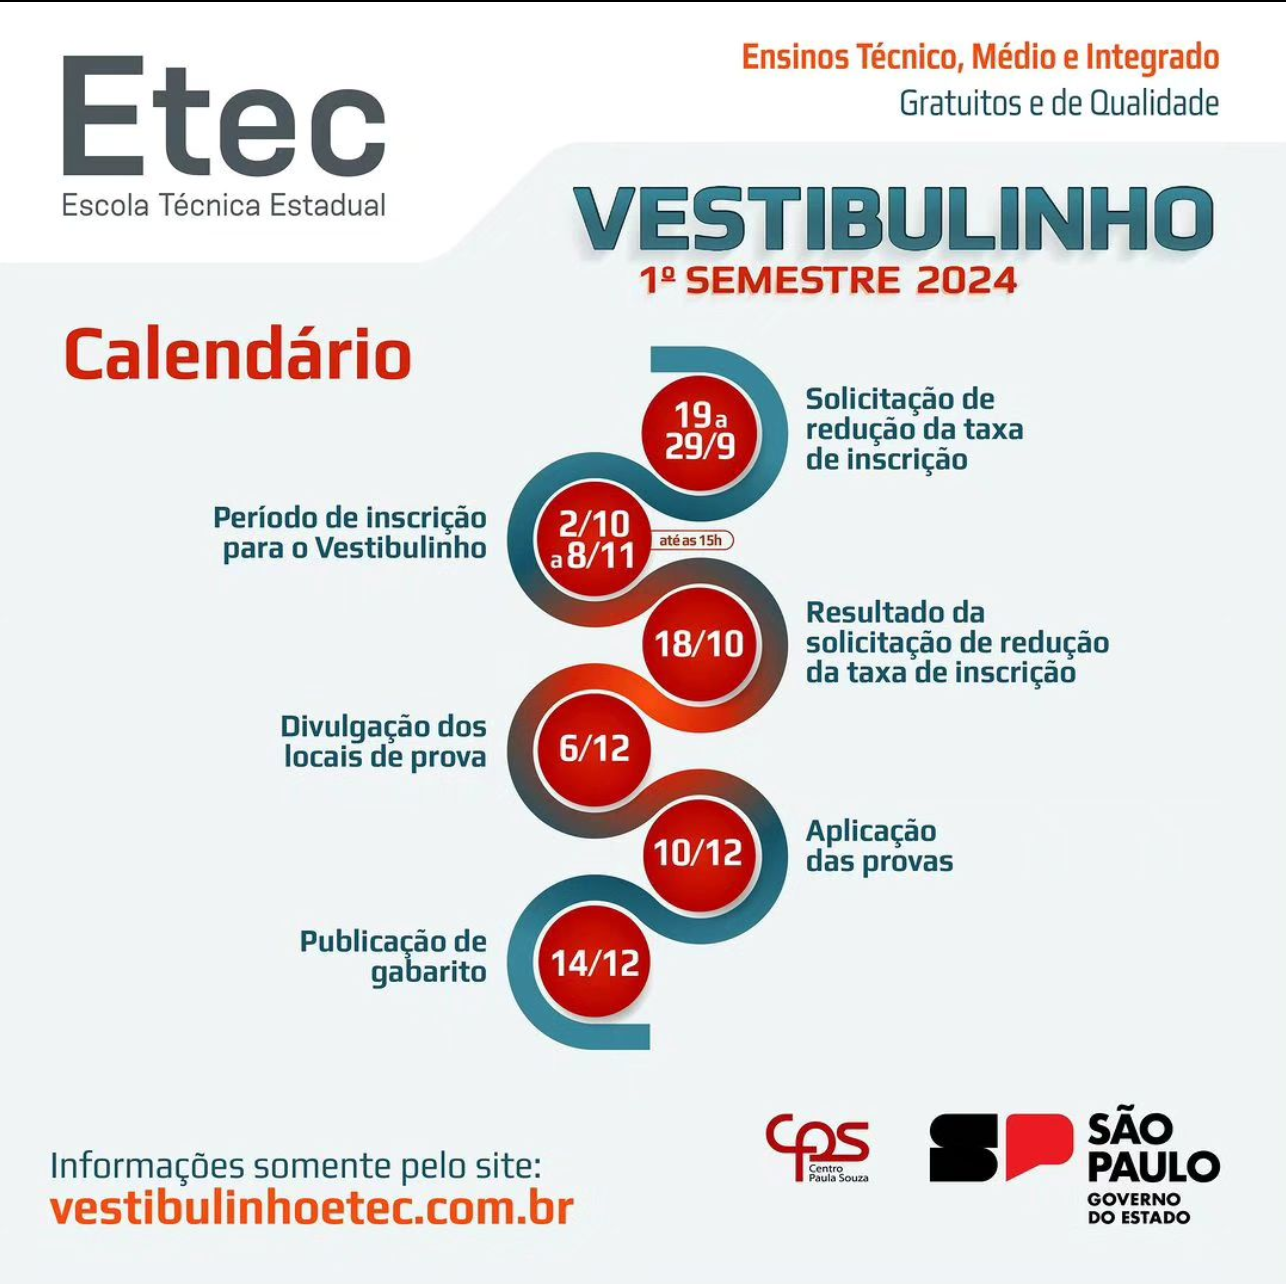 Etec
Escola Técnica Estadual
Ensinos Técnico, Médio e Integrado
Gratuitos e de Qualidade
VESTIBULINHO
1º SEMESTRE 2024
Calendário
19 a
29/9
Solicitação de
redução da taxa
de inscrição
Período de inscrição
para o Vestibulinho
2/10
a 8/11
até as 15h
18/10
Resultado da
solicitação de redução
da taxa de inscrição
Divulgação dos
locais de prova
6/12
10/12
Aplicação
das provas
Publicação de
gabarito
14/12
Informações somente pelo site:
vestibulinhoetec.com.br
cps
Centro
Paula Souza
SP
SÃO
PAULO
GOVERNO
DO ESTADO